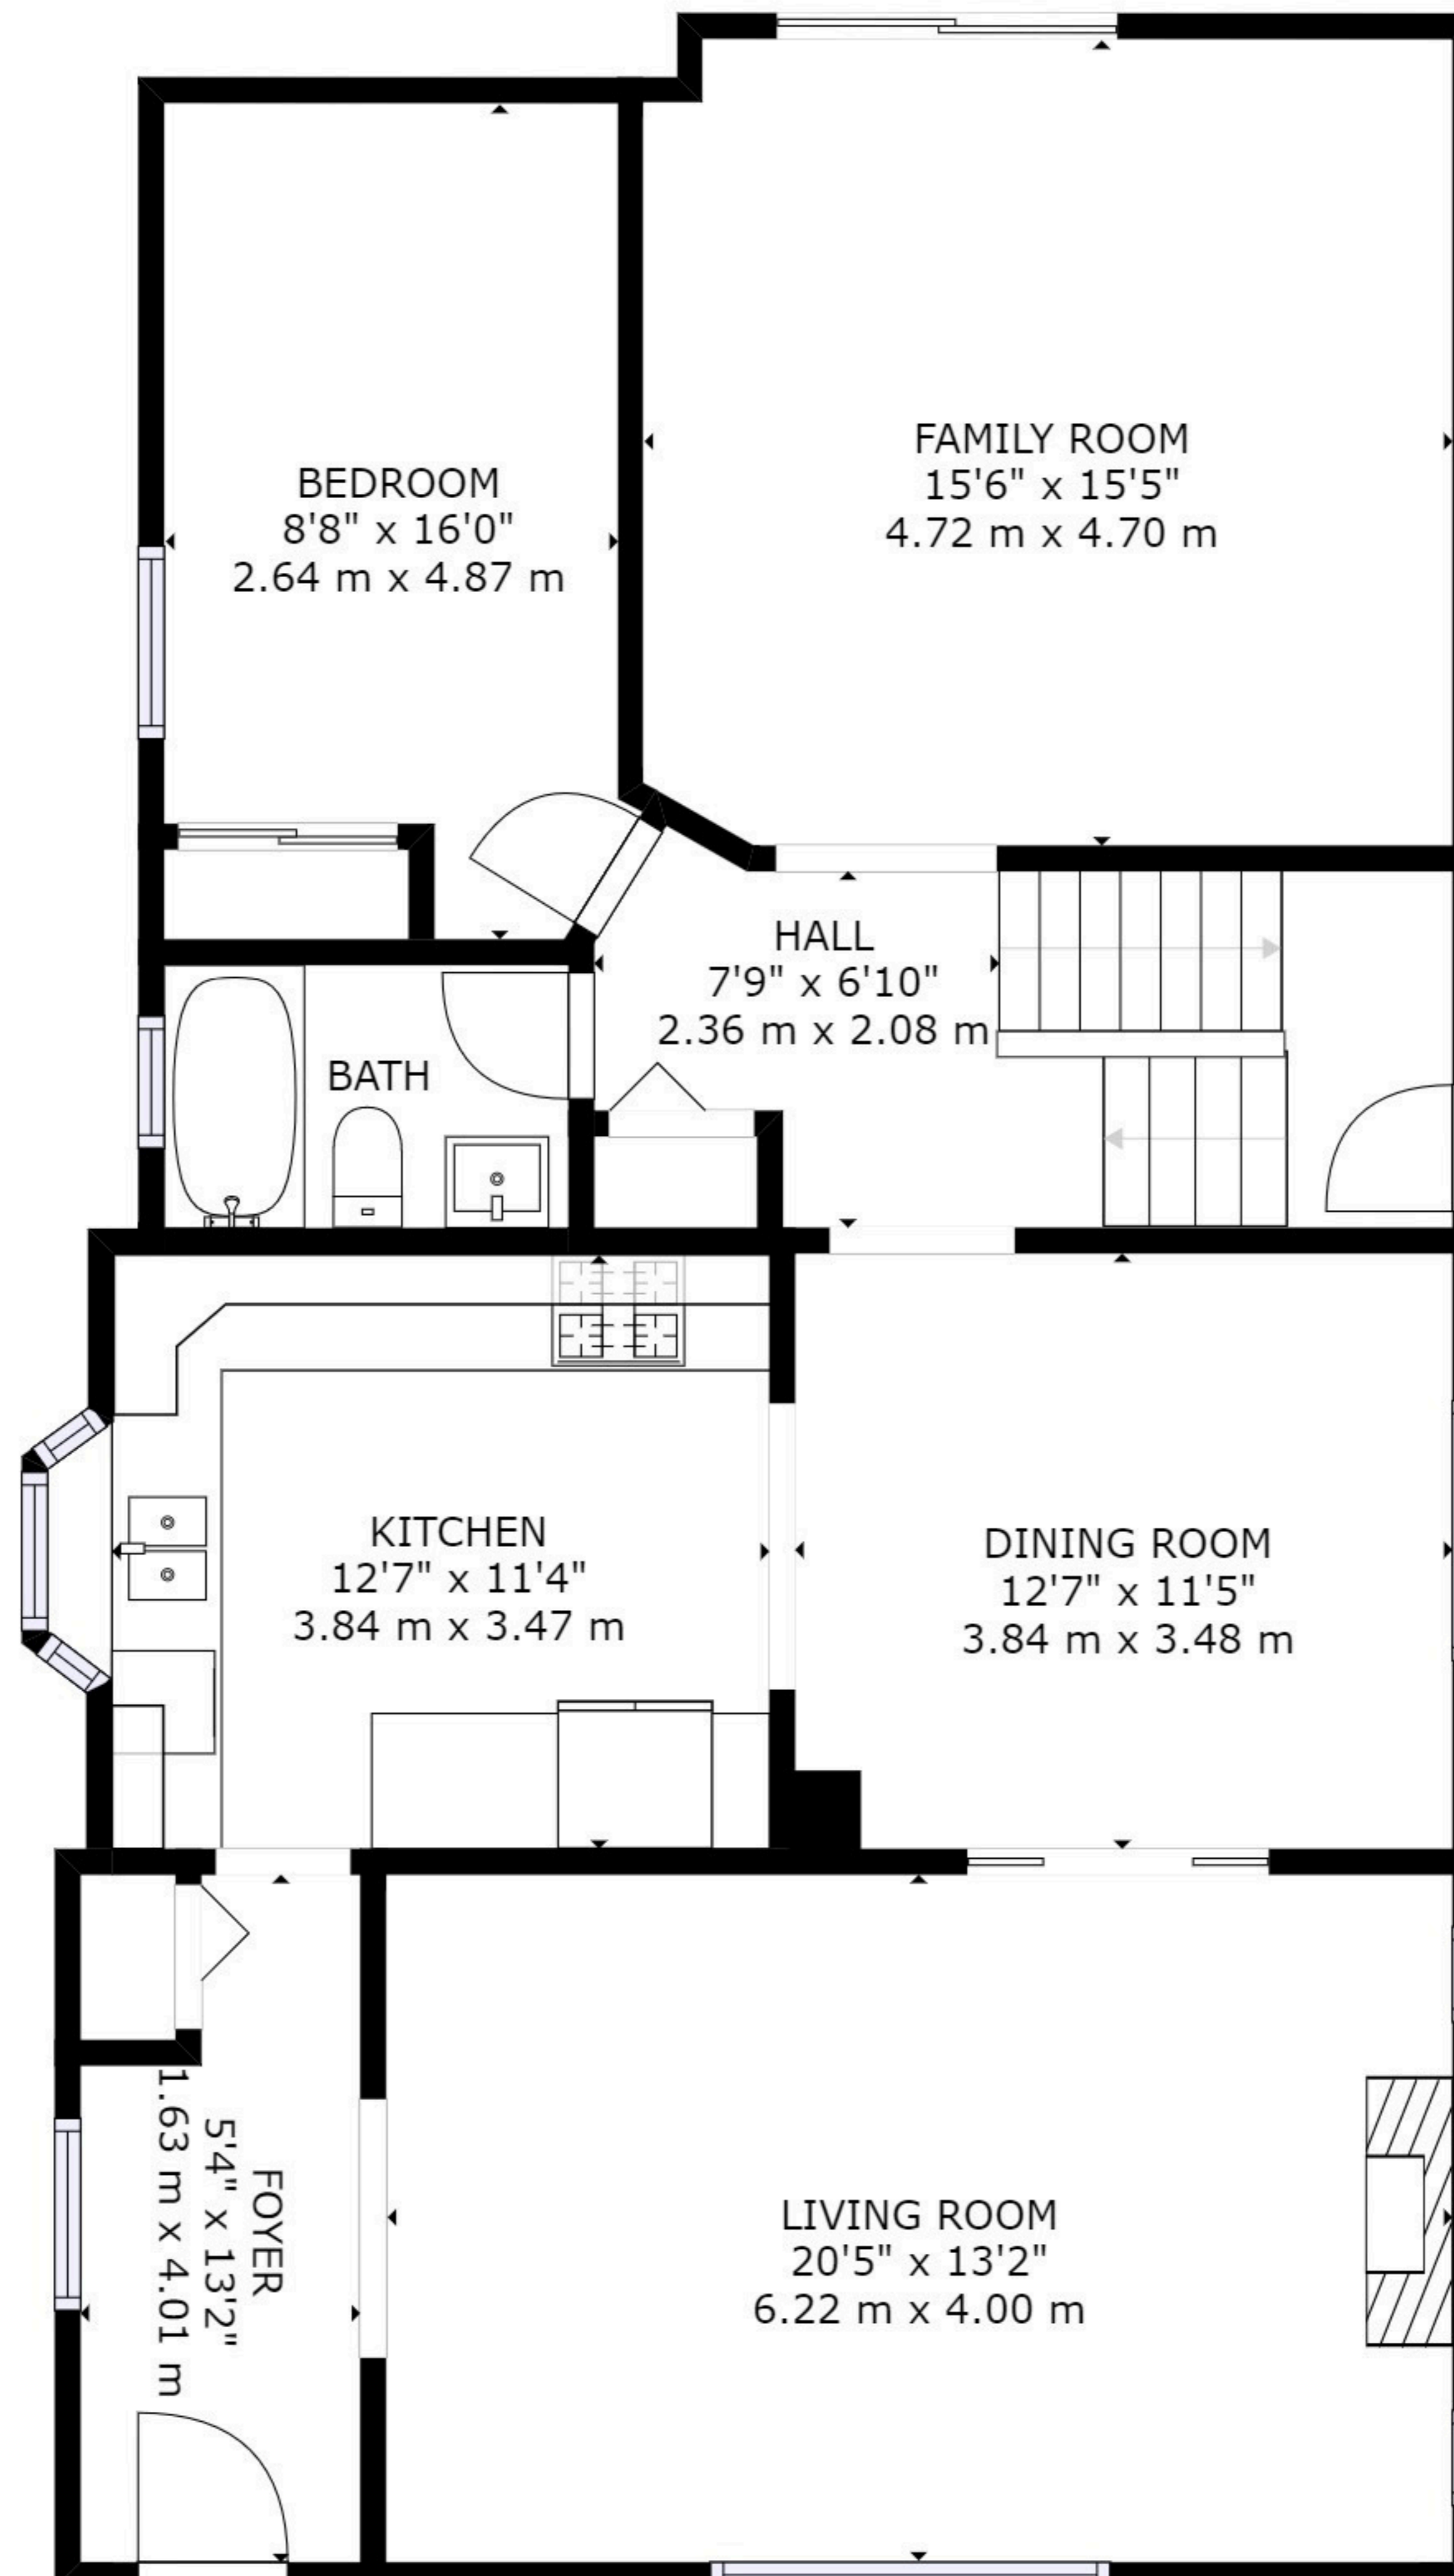 FAMILY ROOM
15'6" x 15'5"
4.72 m x 4.70 m
BEDROOM
8'8" x 16'0"
2.64 m x 4.87 m
HALL
7'9" x 6'10"
2.36 m x 2.08 m
BATH
KITCHEN
12'7" x 11'4"
3.84 m x 3.47 m
DINING ROOM
12'7" x 11'5"
3.84 m x 3.48 m
FOYER
5'4" x 13'2"
1.63 m x 4.01 m
LIVING ROOM
20'5" x 13'2"
6.22 m x 4.00 m